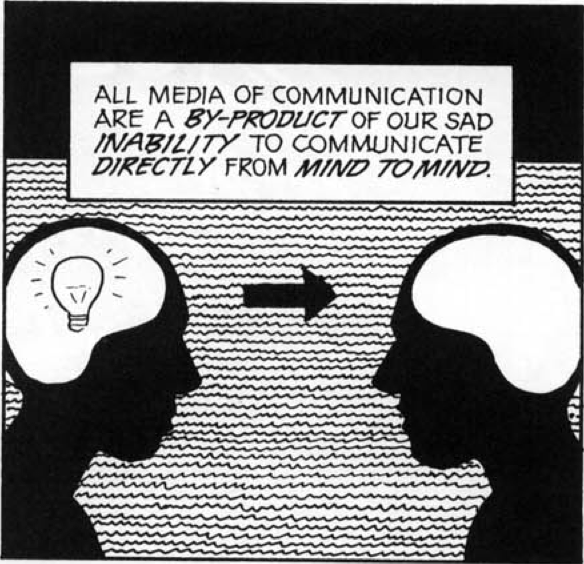 ALL MEDIA OF COMMUNICATION
ARE A BY-PRODUCT OF OUR SAD
INABILITY TO COMMUNICATE
DIRECTLY FROM MIND TO MIND.